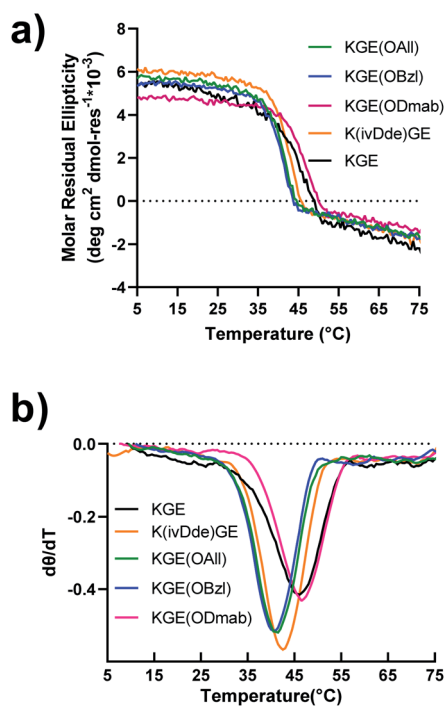 a)
KGE(OAll)
KGE(OBzl)
KGE(ODmab)
K(ivDde)GE
KGE
Molar Residual Ellipticity
(deg cm² dmol-res⁻¹*10⁻³)
8
6
4
2
0
-2
-4
5 15 25 35 45 55 65 75
Temperature (°C)
b)
0.0
-0.2
-0.4
dθ/dT
KGE
K(ivDde)GE
KGE(OAll)
KGE(OBzl)
KGE(ODmab)
5 15 25 35 45 55 65 75
Temperature(°C)